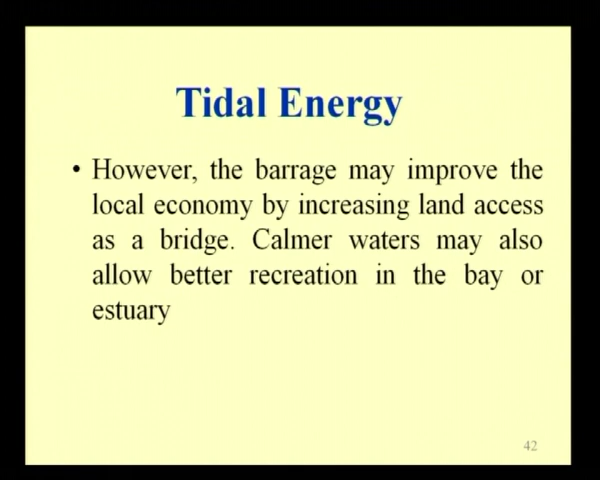 Tidal Energy
• However, the barrage may improve the
local economy by increasing land access
as a bridge. Calmer waters may also
allow better recreation in the bay or
estuary
42